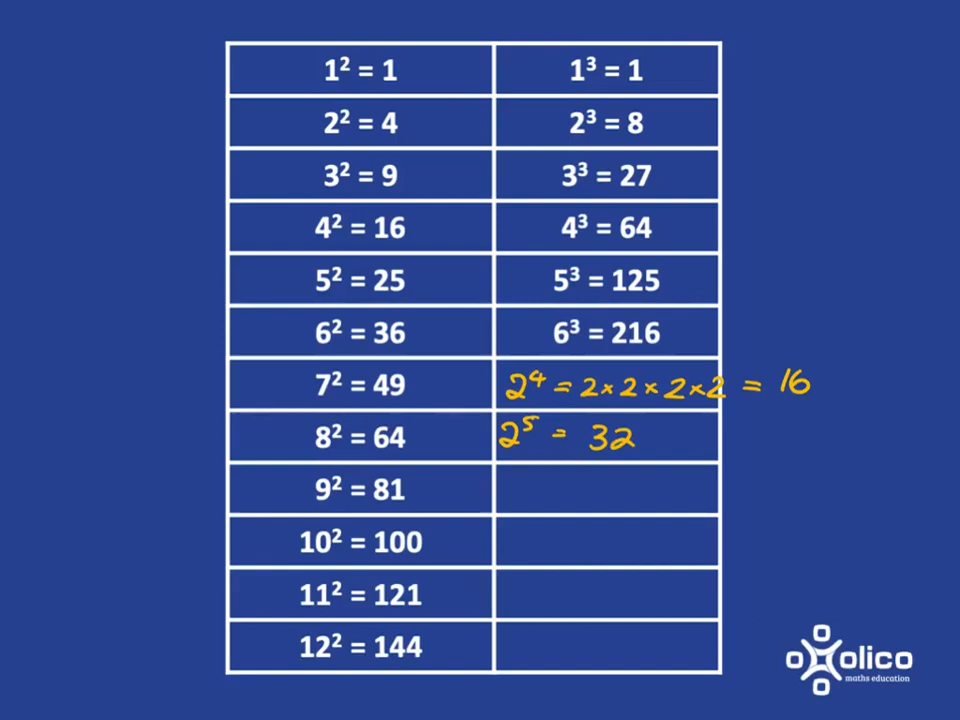 1² = 1 1³ = 1
2² = 4 2³ = 8
3² = 9 3³ = 27
4² = 16 4³ = 64
5² = 25 5³ = 125
6² = 36 6³ = 216
7² = 49 2⁴ = 2 × 2 × 2 × 2 = 16
8² = 64 2⁵ = 32
9² = 81
10² = 100
11² = 121
12² = 144
olico
maths education